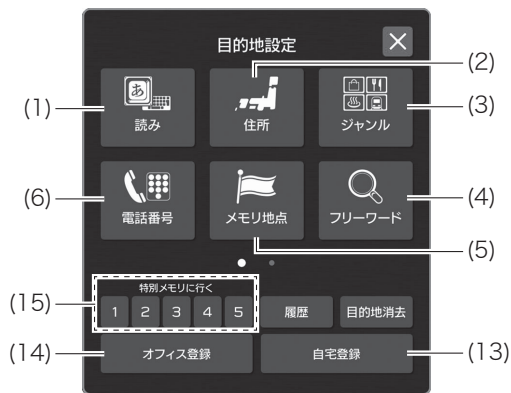 目的地設定
(1)
読み
(2)
住所
(3)
ジャンル
(6)
電話番号
(5)
メモリ地点
(4)
フリーワード
(15)
特別メモリに行く
1 2 3 4 5
履歴
目的地消去
(14)
オフィス登録
自宅登録
(13)